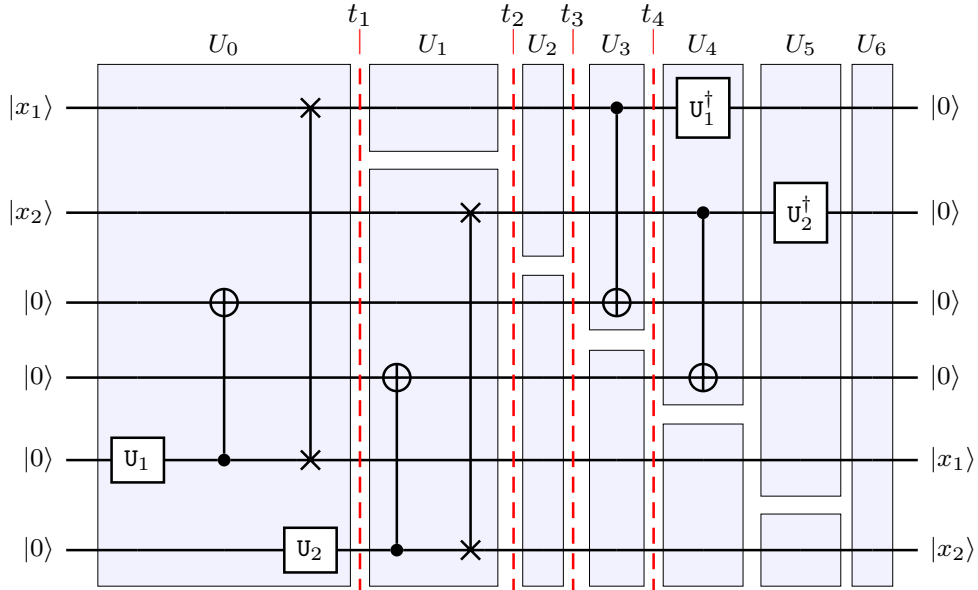 t₁ t₂ t₃ t₄
U₀ U₁ U₂ U₃ U₄ U₅ U₆
|x₁⟩ U₁† |0⟩
|x₂⟩ U₂† |0⟩
|0⟩ |0⟩
|0⟩ |0⟩
|0⟩ U₁ |x₁⟩
|0⟩ U₂ |x₂⟩